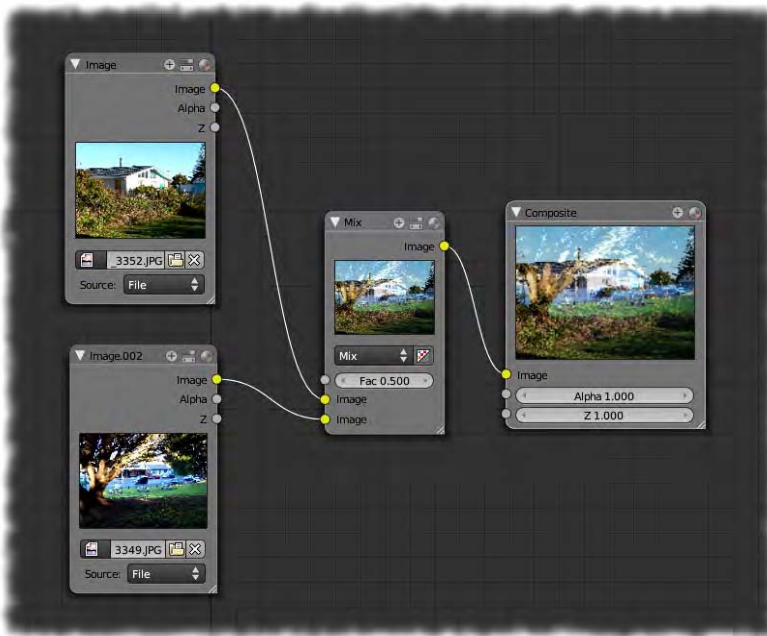 Image
Image
Alpha
Z
_3352.JPG
Source: File
Image.002
Image
Alpha
Z
3349.JPG
Source: File
Mix
Image
Mix
Fac 0.500
Image
Image
Composite
Image
Alpha 1.000
Z 1.000